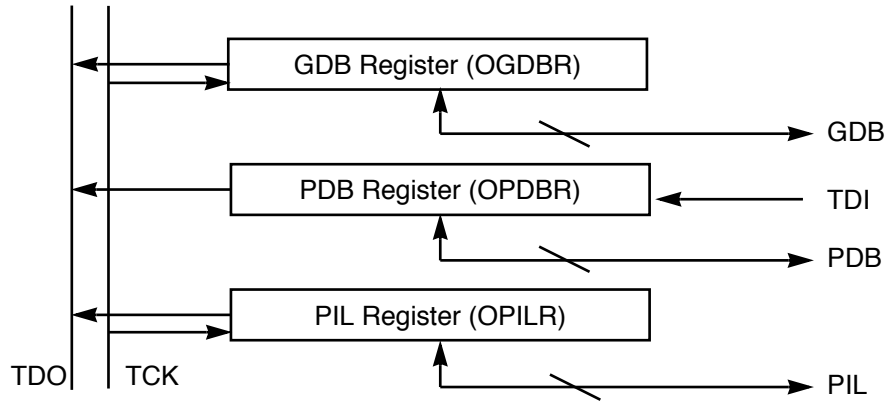 GDB Register (OGDBR)
GDB
PDB Register (OPDBR)
TDI
PDB
PIL Register (OPILR)
TDO
TCK
PIL